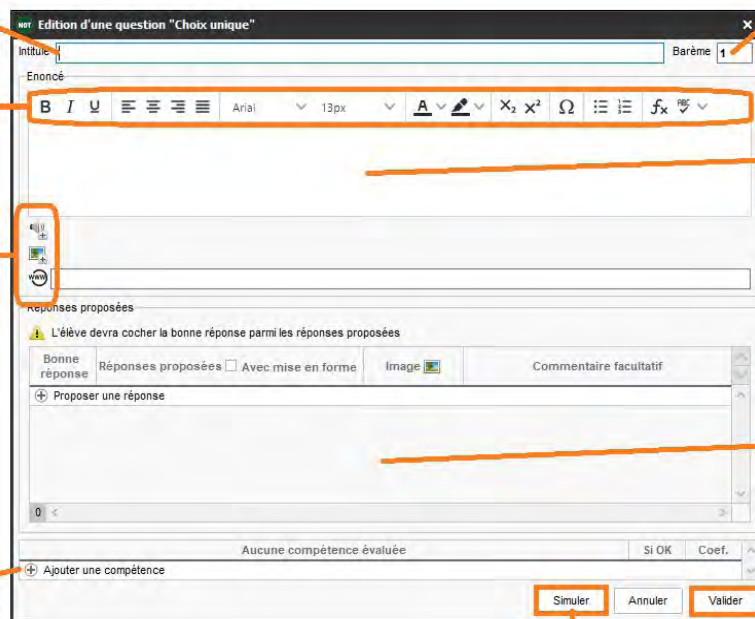 NOT Edition d'une question "Choix unique"
Intitulé Barème 1
Enoncé
B I U Arial 13px A X₂ X² Ω fx ABC
www
Réponses proposées
L'élève devra cocher la bonne réponse parmi les réponses proposées
Bonne réponse Réponses proposées Avec mise en forme Image Commentaire facultatif
Proposer une réponse
0
Aucune compétence évaluée Si OK Coef.
Ajouter une compétence
Simuler Annuler Valider